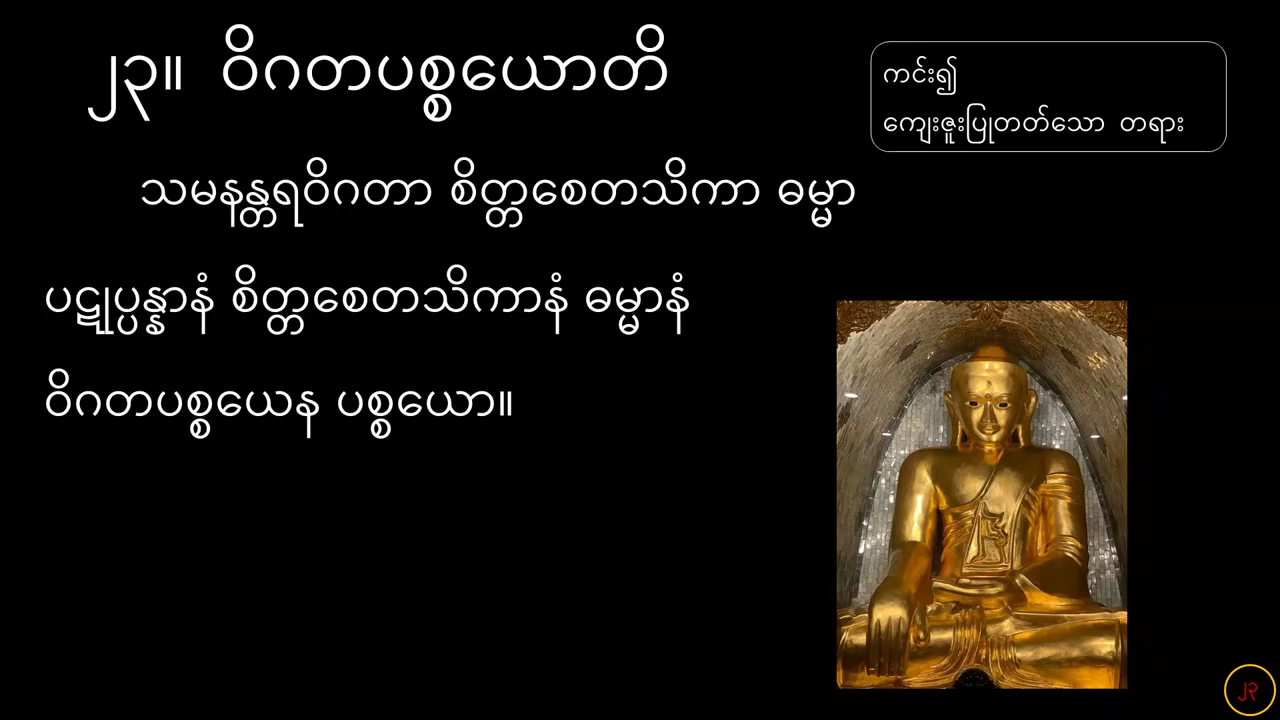 ၂၃။ ဝိဂတပစ္စယောတိ
ကင်း၍
ကျေးဇူးပြုတတ်သော တရား
သမနန္တရဝိဂတာ စိတ္တစေတသိကာ ဓမ္မာ
ပဋုပ္ပန္နာနံ စိတ္တစေတသိကာနံ ဓမ္မာနံ
ဝိဂတပစ္စယေန ပစ္စယော။
JR